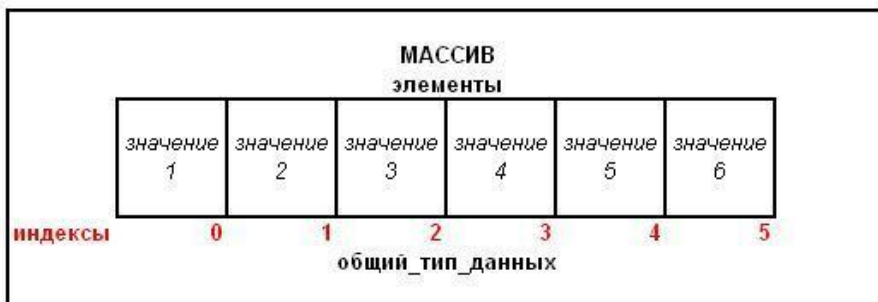 МАССИВ
элементы
значение значение значение значение значение значение
1 2 3 4 5 6
индексы 0 1 2 3 4 5
общий_тип_данных